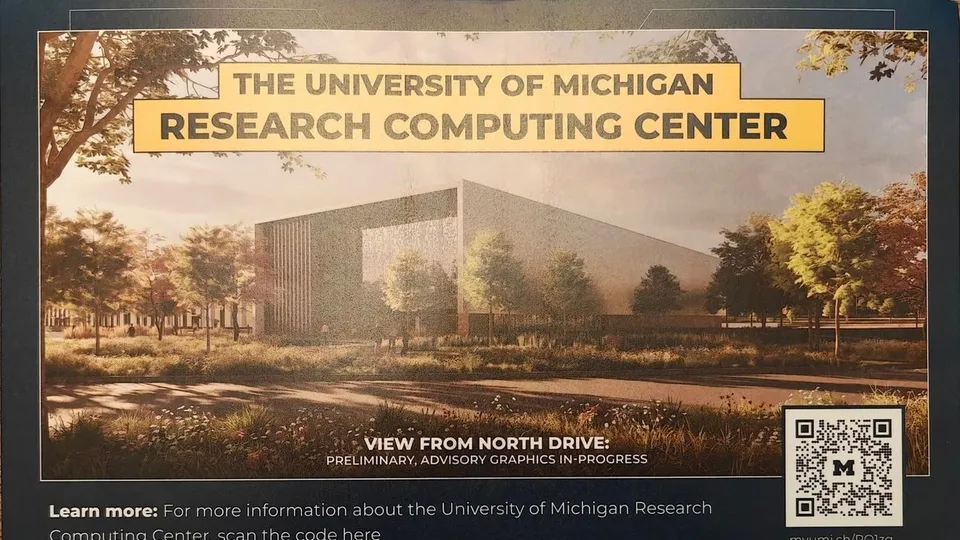 THE UNIVERSITY OF MICHIGAN
RESEARCH COMPUTING CENTER
VIEW FROM NORTH DRIVE:
PRELIMINARY, ADVISORY GRAPHICS IN-PROGRESS
M
Learn more: For more information about the University of Michigan Research
Computing Center, scan the code here